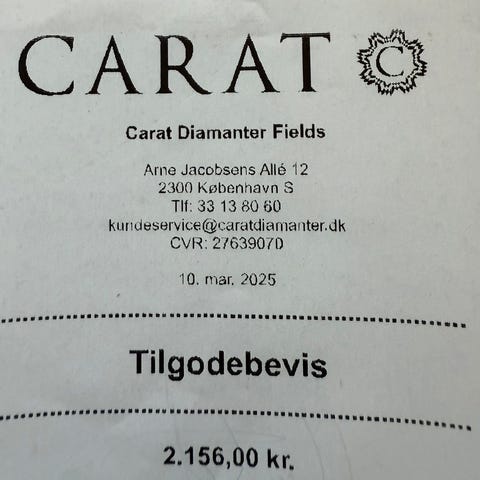 CARAT C
Carat Diamanter Fields
Arne Jacobsens Allé 12
2300 København S
Tlf: 33 13 80 60
kundeservice@caratdiamanter.dk
CVR: 27639070
10. mar. 2025
Tilgodebevis
2.156,00 kr.